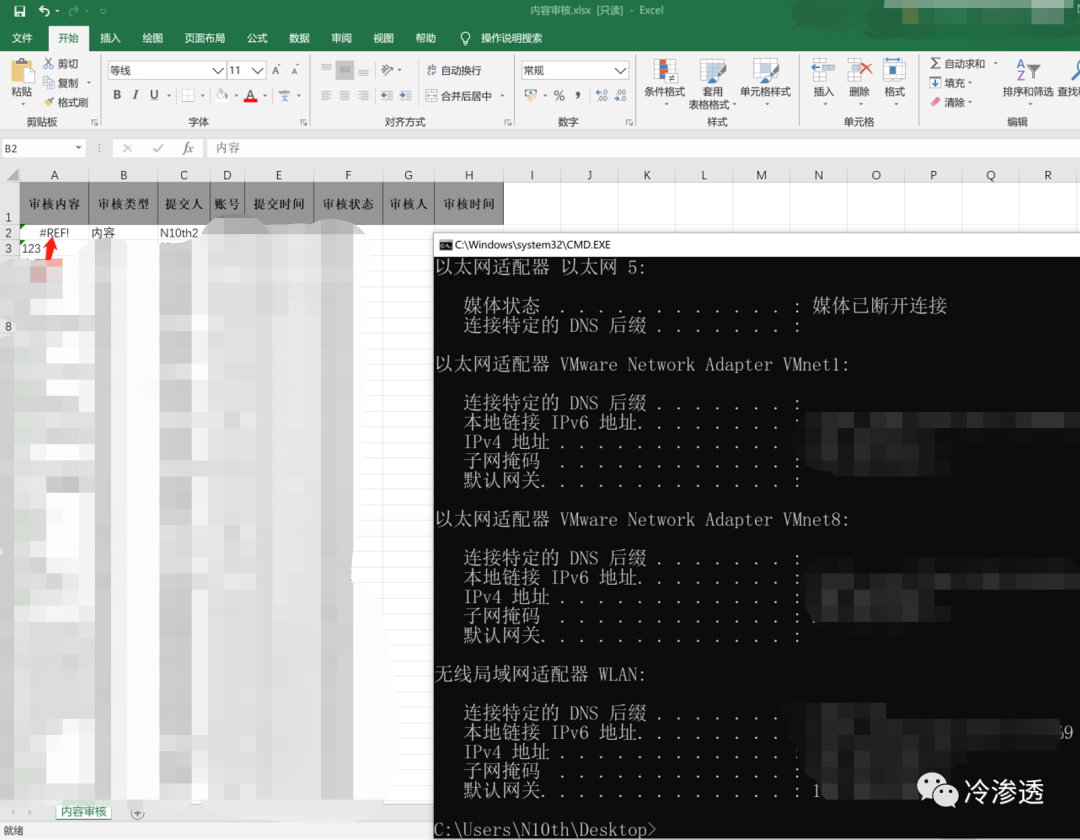 内容审核.xlsx [只读] - Excel
文件 开始 插入 绘图 页面布局 公式 数据 审阅 视图 帮助 操作说明搜索
剪切
复制
格式刷
粘贴
剪贴板
等线 11
B I U A
字体
自动换行
合并后居中
对齐方式
常规
%
数字
条件格式 套用表格格式 单元格样式
样式
插入 删除 格式
单元格
自动求和
填充
清除
排序和筛选 查找
编辑
B2 fx 内容
A B C D E F G H I J K L M N O P Q R
1 审核内容 审核类型 提交人 账号 提交时间 审核状态 审核人 审核时间
2 #REF! 内容 N10th2
3 123
8
C:\Windows\system32\CMD.EXE
以太网适配器 以太网 5:
媒体状态 . . . . . . . . . . . . : 媒体已断开连接
连接特定的 DNS 后缀 . . . . . . . :
以太网适配器 VMware Network Adapter VMnet1:
连接特定的 DNS 后缀 . . . . . . . :
本地链接 IPv6 地址. . . . . . . . :
IPv4 地址 . . . . . . . . . . . . :
子网掩码 . . . . . . . . . . . . :
默认网关. . . . . . . . . . . . . :
以太网适配器 VMware Network Adapter VMnet8:
连接特定的 DNS 后缀 . . . . . . . :
本地链接 IPv6 地址. . . . . . . . :
IPv4 地址 . . . . . . . . . . . . :
子网掩码 . . . . . . . . . . . . :
默认网关. . . . . . . . . . . . . :
无线局域网适配器 WLAN:
连接特定的 DNS 后缀 . . . . . . .
本地链接 IPv6 地址. . . . . . . .
IPv4 地址 . . . . . . . . . . . .
子网掩码 . . . . . . . . . . . . :
默认网关. . . . . . . . . . . . . : 1
冷渗透
C:\Users\N10th\Desktop>
内容审核
就绪